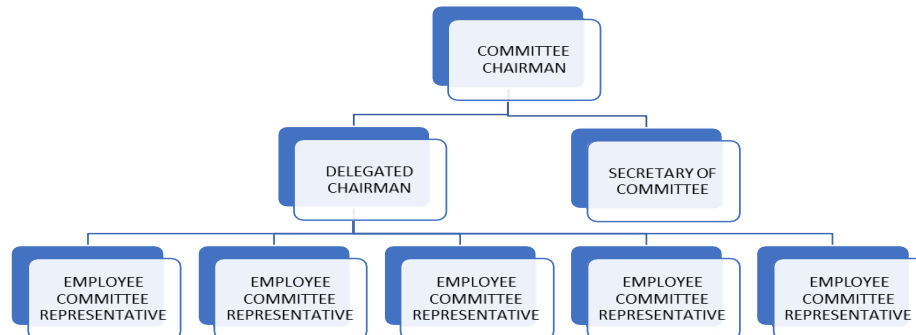 COMMITTEE
CHAIRMAN
DELEGATED
CHAIRMAN
SECRETARY OF
COMMITTEE
EMPLOYEE
COMMITTEE
REPRESENTATIVE
EMPLOYEE
COMMITTEE
REPRESENTATIVE
EMPLOYEE
COMMITTEE
REPRESENTATIVE
EMPLOYEE
COMMITTEE
REPRESENTATIVE
EMPLOYEE
COMMITTEE
REPRESENTATIVE